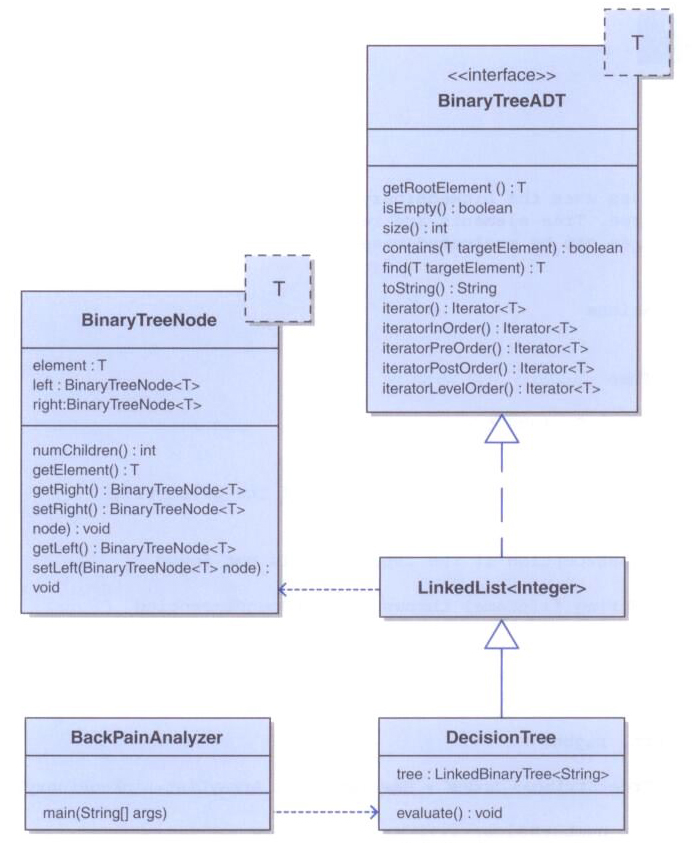 T
<<interface>>
BinaryTreeADT
getRootElement () : T
isEmpty() : boolean
size() : int
contains(T targetElement) : boolean
find(T targetElement) : T
toString() : String
iterator() : Iterator<T>
iteratorInOrder() : Iterator<T>
iteratorPreOrder() : Iterator<T>
iteratorPostOrder() : Iterator<T>
iteratorLevelOrder() : Iterator<T>
T
BinaryTreeNode
element : T
left : BinaryTreeNode<T>
right:BinaryTreeNode<T>
numChildren() : int
getElement() : T
getRight() : BinaryTreeNode<T>
setRight() : BinaryTreeNode<T>
node) : void
getLeft() : BinaryTreeNode<T>
setLeft(BinaryTreeNode<T> node) :
void
LinkedList<Integer>
BackPainAnalyzer
main(String[] args)
DecisionTree
tree : LinkedBinaryTree<String>
evaluate() : void